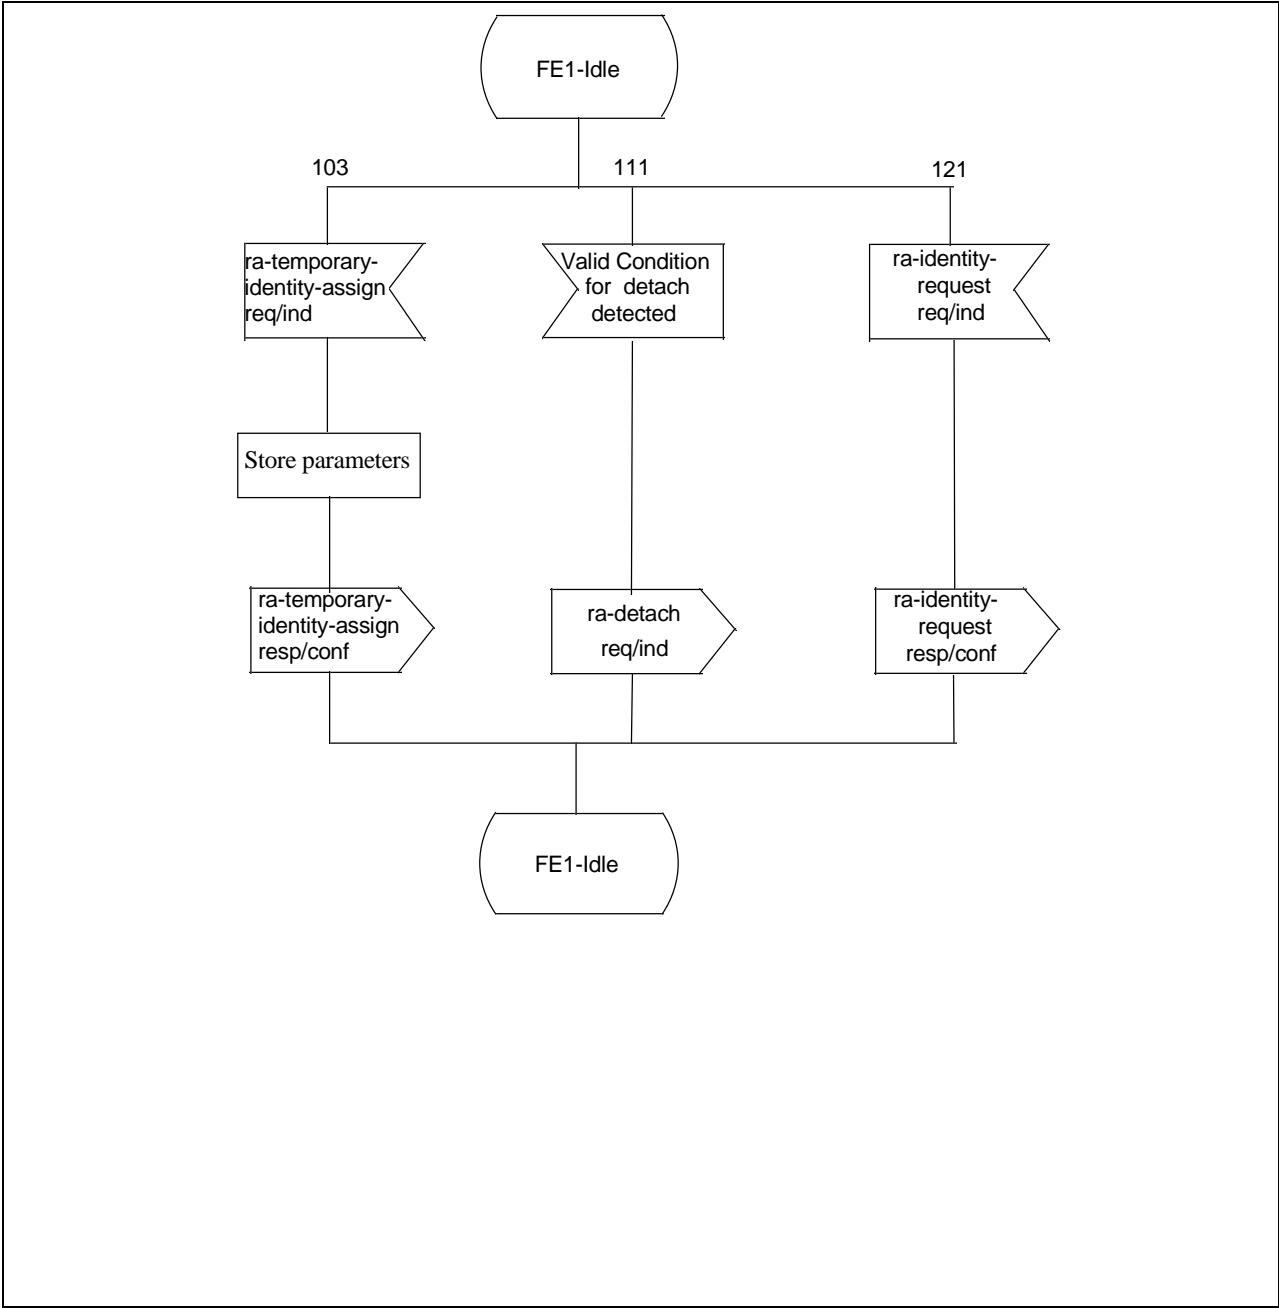 FE1-Idle
103
111
121
ra-temporary-
identity-assign
req/ind
Valid Condition
for detach
detected
ra-identity-
request
req/ind
Store parameters
ra-temporary-
identity-assign
resp/conf
ra-detach
req/ind
ra-identity-
request
resp/conf
FE1-Idle